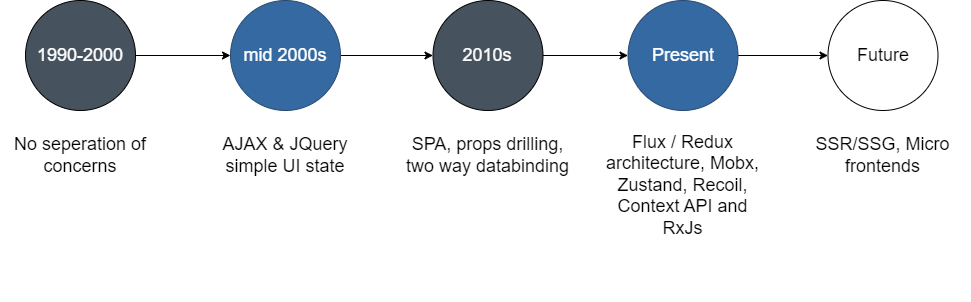 1990-2000
mid 2000s
2010s
Present
Future
No seperation of
concerns
AJAX & JQuery
simple UI state
SPA, props drilling,
two way databinding
Flux / Redux
architecture, Mobx,
Zustand, Recoil,
Context API and
RxJs
SSR/SSG, Micro
frontends